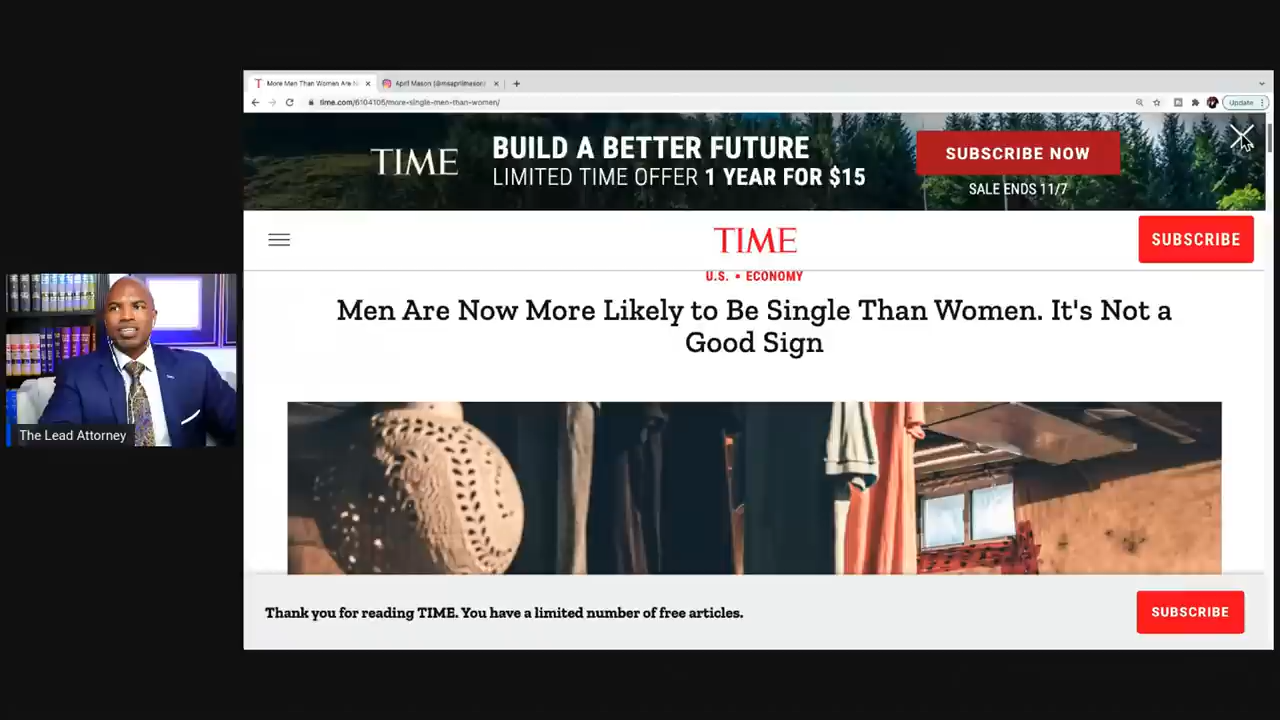 More Men Than Women Are N
April Mason (@msaprilmason)
time.com/6104105/more-single-men-than-women/
Update
TIME
BUILD A BETTER FUTURE
LIMITED TIME OFFER 1 YEAR FOR $15
SUBSCRIBE NOW
SALE ENDS 11/7
TIME
SUBSCRIBE
U.S. • ECONOMY
Men Are Now More Likely to Be Single Than Women. It's Not a
Good Sign
The Lead Attorney
Thank you for reading TIME. You have a limited number of free articles.
SUBSCRIBE